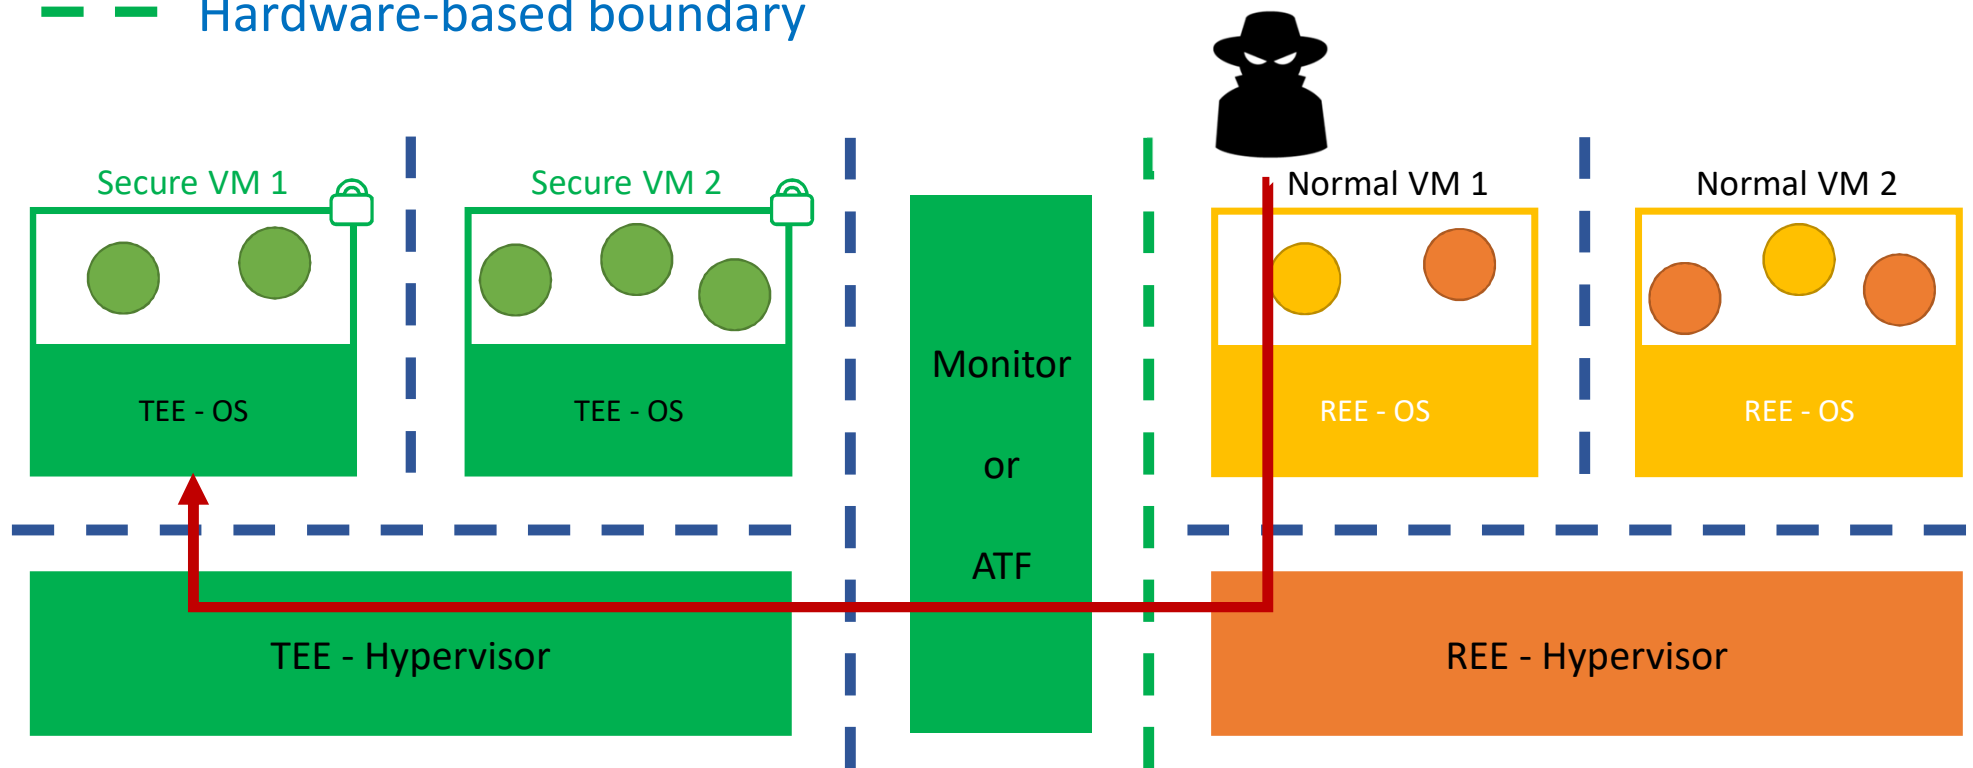 Hardware-based boundary
Secure VM 1
Secure VM 2
Normal VM 1
Normal VM 2
TEE - OS
TEE - OS
Monitor
or
ATF
REE - OS
REE - OS
TEE - Hypervisor
REE - Hypervisor